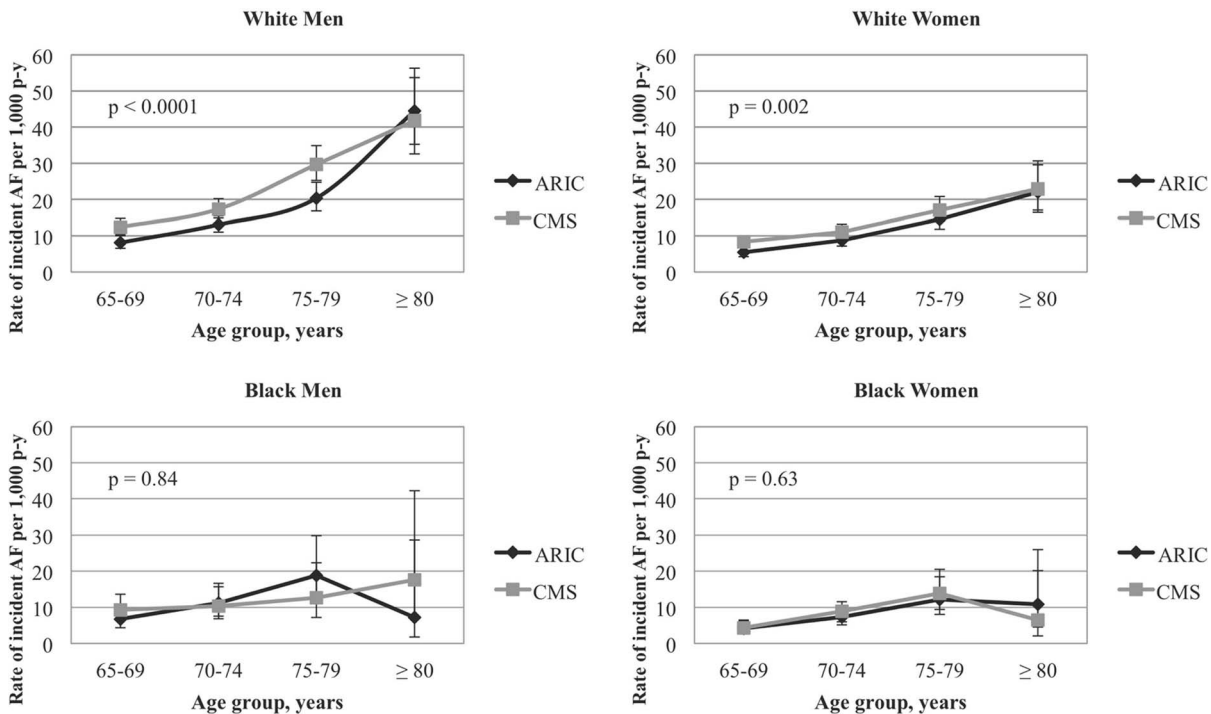 White Men
Rate of incident AF per 1,000 p-y
60
50
40
30
20
10
0
p < 0.0001
65-69 70-74 75-79 ≥ 80
Age group, years
ARIC
CMS
White Women
Rate of incident AF per 1,000 p-y
60
50
40
30
20
10
0
p = 0.002
65-69 70-74 75-79 ≥ 80
Age group, years
ARIC
CMS
Black Men
Rate of incident AF per 1,000 p-y
60
50
40
30
20
10
0
p = 0.84
65-69 70-74 75-79 ≥ 80
Age group, years
ARIC
CMS
Black Women
Rate of incident AF per 1,000 p-y
60
50
40
30
20
10
0
p = 0.63
65-69 70-74 75-79 ≥ 80
Age group, years
ARIC
CMS